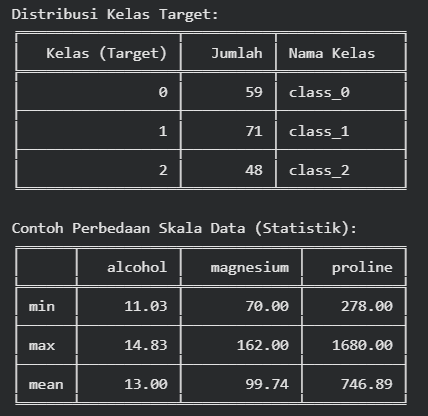 Distribusi Kelas Target:
Kelas (Target) Jumlah Nama Kelas
0 59 class_0
1 71 class_1
2 48 class_2
Contoh Perbedaan Skala Data (Statistik):
alcohol magnesium proline
min 11.03 70.00 278.00
max 14.83 162.00 1680.00
mean 13.00 99.74 746.89